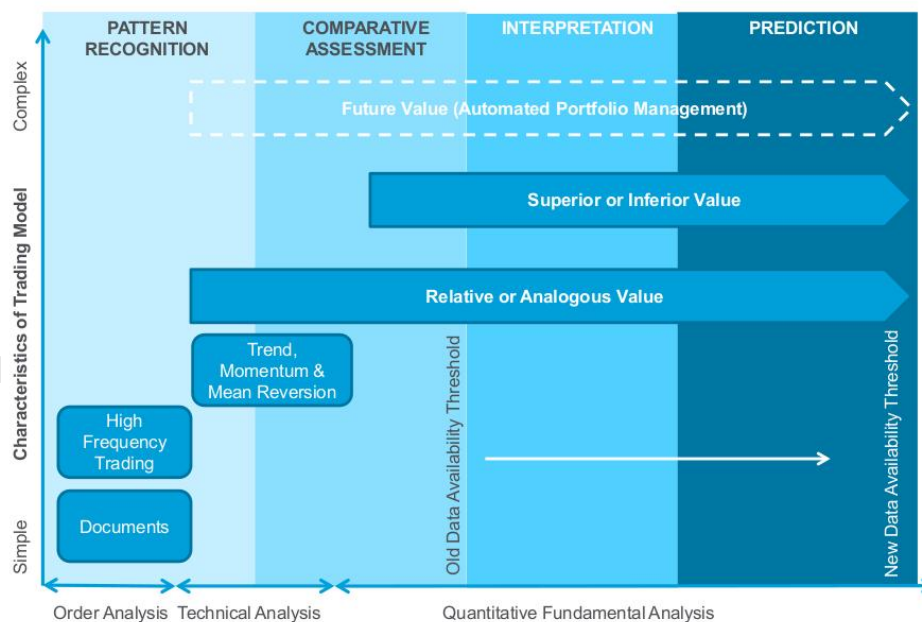 PATTERN
RECOGNITION
COMPARATIVE
ASSESSMENT
INTERPRETATION
PREDICTION
Complex
Characteristics of Trading Model
Simple
Future Value (Automated Portfolio Management)
Superior or Inferior Value
Relative or Analogous Value
Trend,
Momentum &
Mean Reversion
High
Frequency
Trading
Documents
Old Data Availability Threshold
New Data Availability Threshold
Order Analysis
Technical Analysis
Quantitative Fundamental Analysis